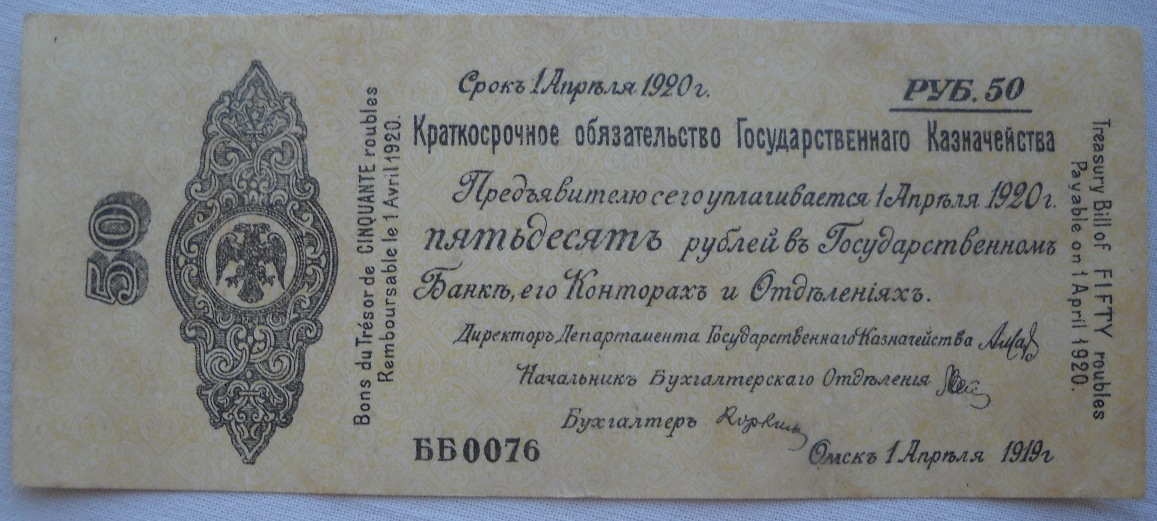 50
Bons du Trésor de CINQUANTE roubles
Remboursable le 1 Avril 1920.
Срокъ 1 Апрѣля 1920 г.
РУБ. 50
Краткосрочное обязательство Государственнаго Казначейства
Предъявителю сего уплачивается 1 Апрѣля 1920 г.
пятьдесятъ рублей въ Государственномъ
Банкѣ, его Конторахъ и Отдѣленіяхъ.
Директоръ Департамента Государственнаго Казначейства
Начальникъ Бухгалтерскаго Отдѣленія
Бухгалтеръ
ББ0076
Омскъ 1 Апрѣля 1919 г
Treasury Bill of FIFTY roubles
Payable on 1 April 1920.